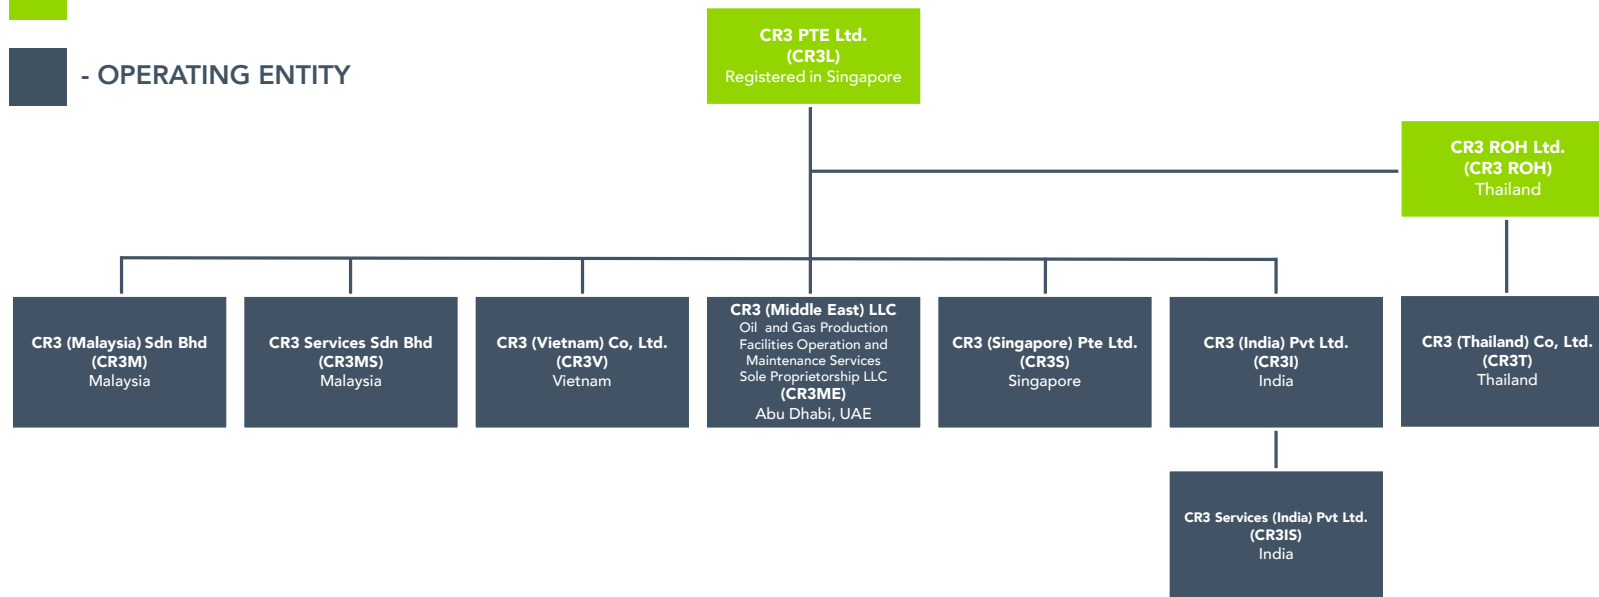 - OPERATING ENTITY
CR3 PTE Ltd.
(CR3L)
Registered in Singapore
CR3 ROH Ltd.
(CR3 ROH)
Thailand
CR3 (Malaysia) Sdn Bhd
(CR3M)
Malaysia
CR3 Services Sdn Bhd
(CR3MS)
Malaysia
CR3 (Vietnam) Co, Ltd.
(CR3V)
Vietnam
CR3 (Middle East) LLC
Oil and Gas Production
Facilities Operation and
Maintenance Services
Sole Proprietorship LLC
(CR3ME)
Abu Dhabi, UAE
CR3 (Singapore) Pte Ltd.
(CR3S)
Singapore
CR3 (India) Pvt Ltd.
(CR3I)
India
CR3 (Thailand) Co, Ltd.
(CR3T)
Thailand
CR3 Services (India) Pvt Ltd.
(CR3IS)
India